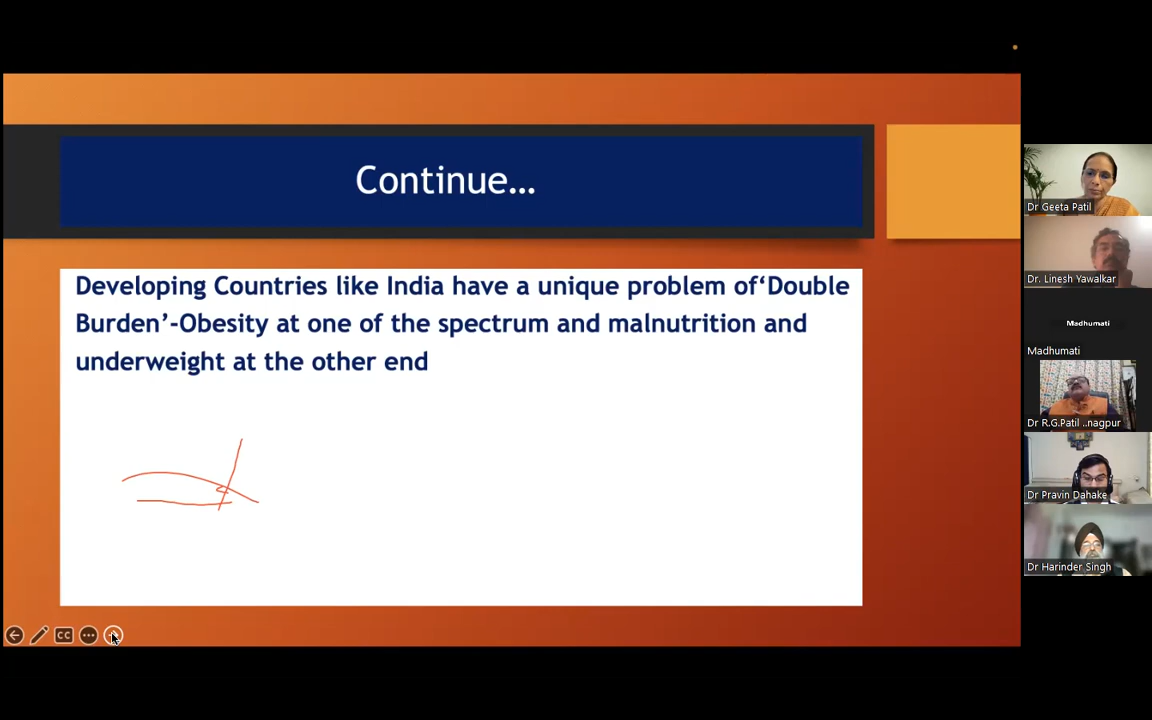 Continue...
Developing Countries like India have a unique problem of‘Double
Burden’-Obesity at one of the spectrum and malnutrition and
underweight at the other end
CC
Dr Geeta Patil
Dr. Linesh Yawalkar
Madhumati
Madhumati
Dr R.G.Patil ..nagpur
Dr Pravin Dahake
Dr Harinder Singh